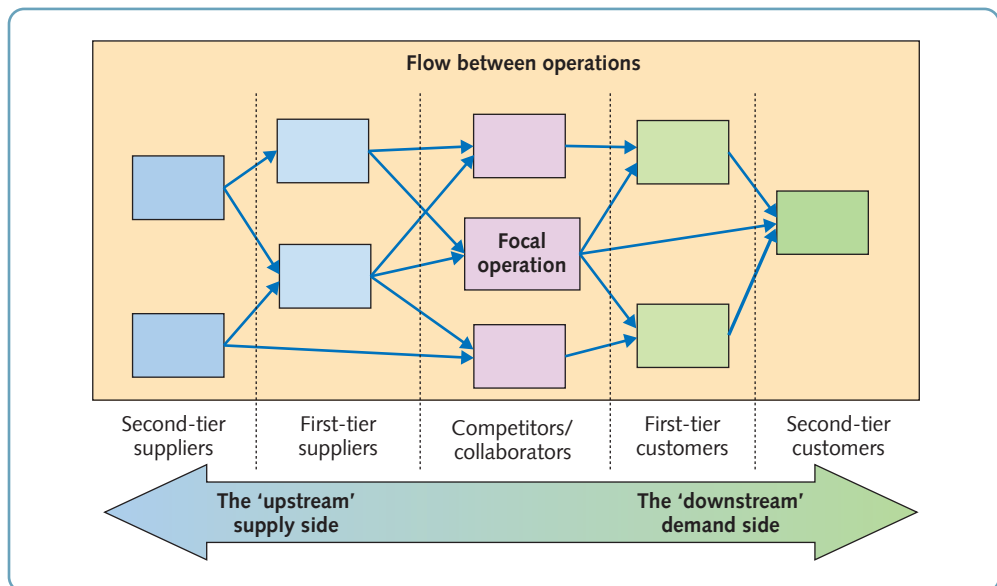 Flow between operations
Focal
operation
Second-tier
suppliers
First-tier
suppliers
Competitors/
collaborators
First-tier
customers
Second-tier
customers
The ‘upstream’
supply side
The ‘downstream’
demand side